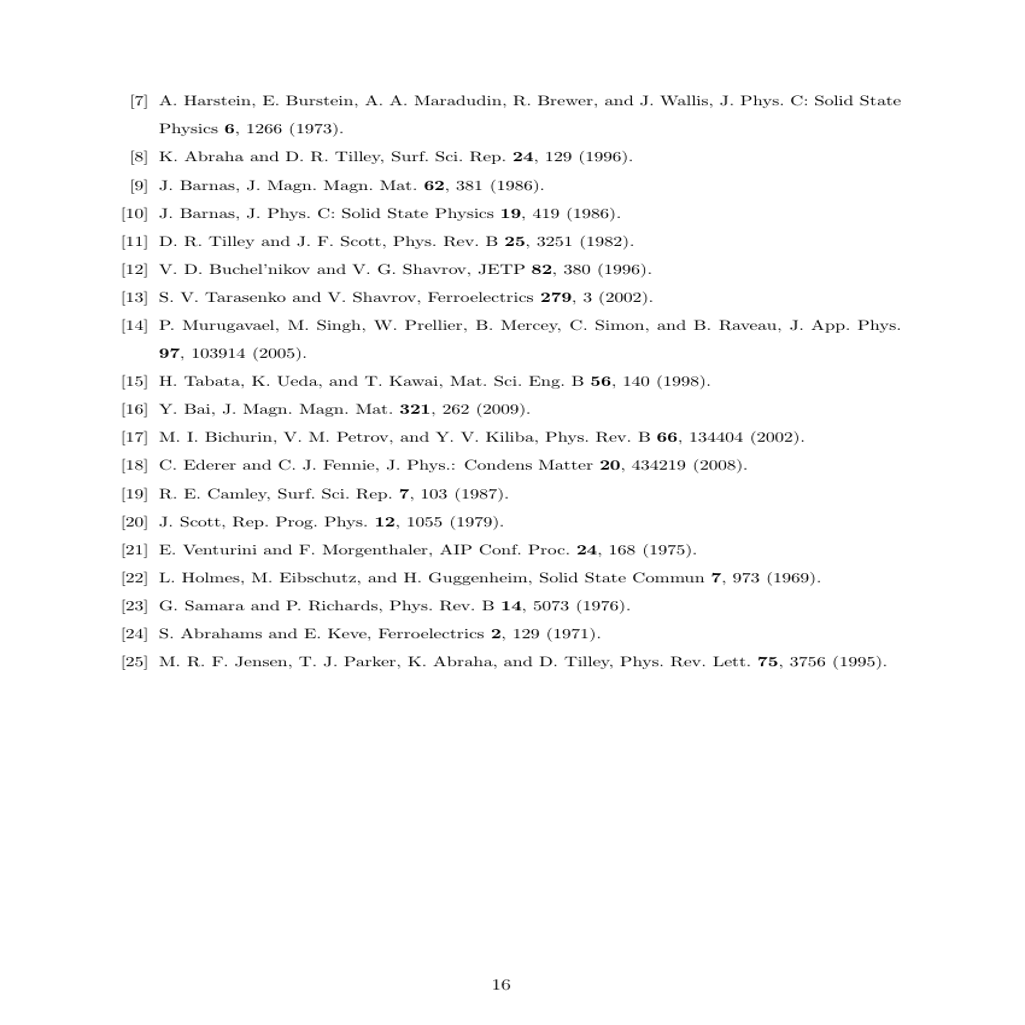 [7] A. Harstein, E. Burstein, A. A. Maradudin, R. Brewer, and J. Wallis, J. Phys. C: Solid State
Physics 6, 1266 (1973).
[8] K. Abraha and D. R. Tilley, Surf. Sci. Rep. 24, 129 (1996).
[9] J. Barnas, J. Magn. Magn. Mat. 62, 381 (1986).
[10] J. Barnas, J. Phys. C: Solid State Physics 19, 419 (1986).
[11] D. R. Tilley and J. F. Scott, Phys. Rev. B 25, 3251 (1982).
[12] V. D. Buchel'nikov and V. G. Shavrov, JETP 82, 380 (1996).
[13] S. V. Tarasenko and V. Shavrov, Ferroelectrics 279, 3 (2002).
[14] P. Murugavael, M. Singh, W. Prellier, B. Mercey, C. Simon, and B. Raveau, J. App. Phys.
97, 103914 (2005).
[15] H. Tabata, K. Ueda, and T. Kawai, Mat. Sci. Eng. B 56, 140 (1998).
[16] Y. Bai, J. Magn. Magn. Mat. 321, 262 (2009).
[17] M. I. Bichurin, V. M. Petrov, and Y. V. Kiliba, Phys. Rev. B 66, 134404 (2002).
[18] C. Ederer and C. J. Fennie, J. Phys.: Condens Matter 20, 434219 (2008).
[19] R. E. Camley, Surf. Sci. Rep. 7, 103 (1987).
[20] J. Scott, Rep. Prog. Phys. 12, 1055 (1979).
[21] E. Venturini and F. Morgenthaler, AIP Conf. Proc. 24, 168 (1975).
[22] L. Holmes, M. Eibschutz, and H. Guggenheim, Solid State Commun 7, 973 (1969).
[23] G. Samara and P. Richards, Phys. Rev. B 14, 5073 (1976).
[24] S. Abrahams and E. Keve, Ferroelectrics 2, 129 (1971).
[25] M. R. F. Jensen, T. J. Parker, K. Abraha, and D. Tilley, Phys. Rev. Lett. 75, 3756 (1995).
16